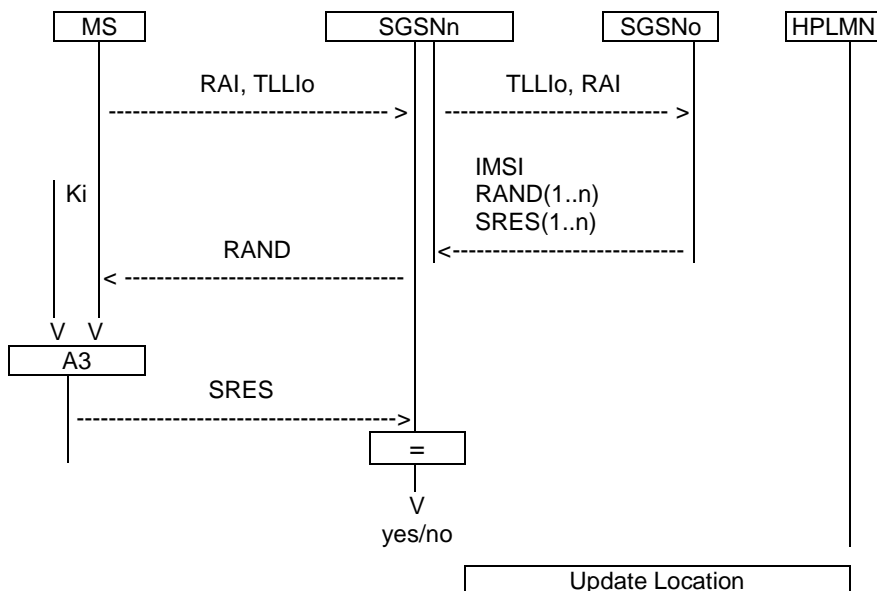 MS SGSNn SGSNo HPLMN
RAI, TLLIo TLLIo, RAI
---------------------------------- > ------------------------------ >
IMSI
Ki RAND(1..n)
SRES(1..n)
RAND <----------------------------
< ----------------------------------
V V
A3
SRES
----------------------------------------->
=
V
yes/no
Update Location